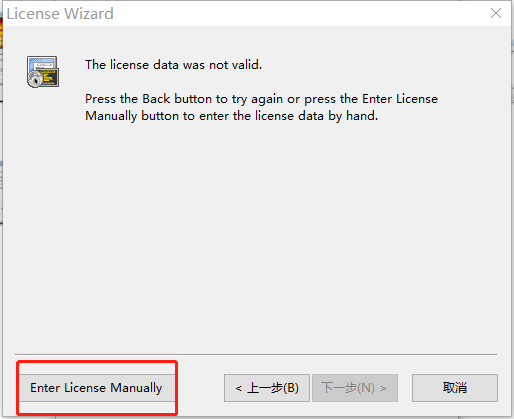 License Wizard
The license data was not valid.
Press the Back button to try again or press the Enter License
Manually button to enter the license data by hand.
Enter License Manually
< 上一步(B)
下一步(N) >
取消